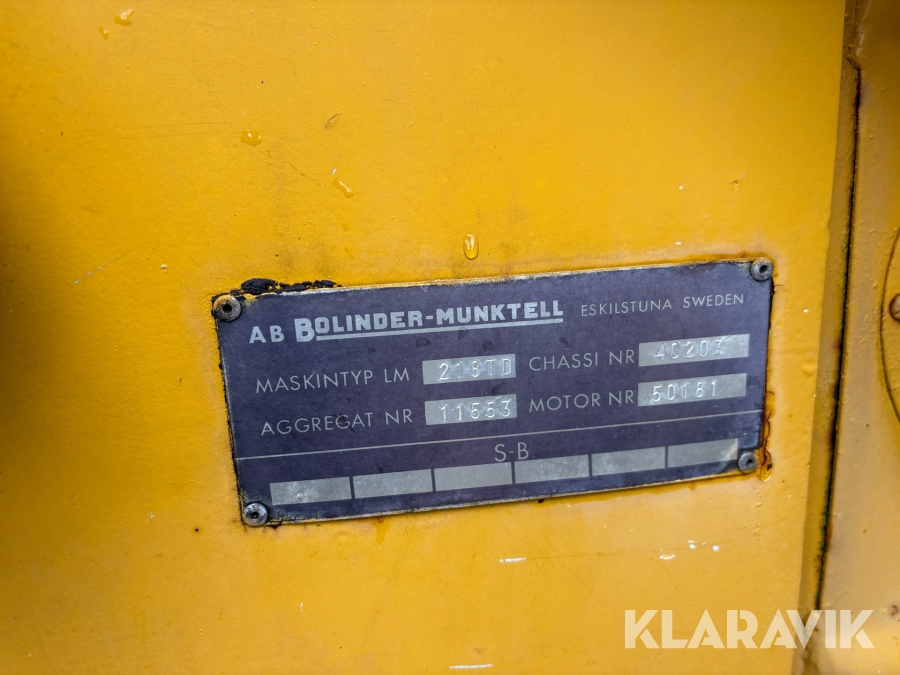 AB BOLINDER-MUNKTELL ESKILSTUNA SWEDEN
MASKINTYP LM 218TD CHASSI NR 40203
AGGREGAT NR 11553 MOTOR NR 50181
S-B
KLARAVIK